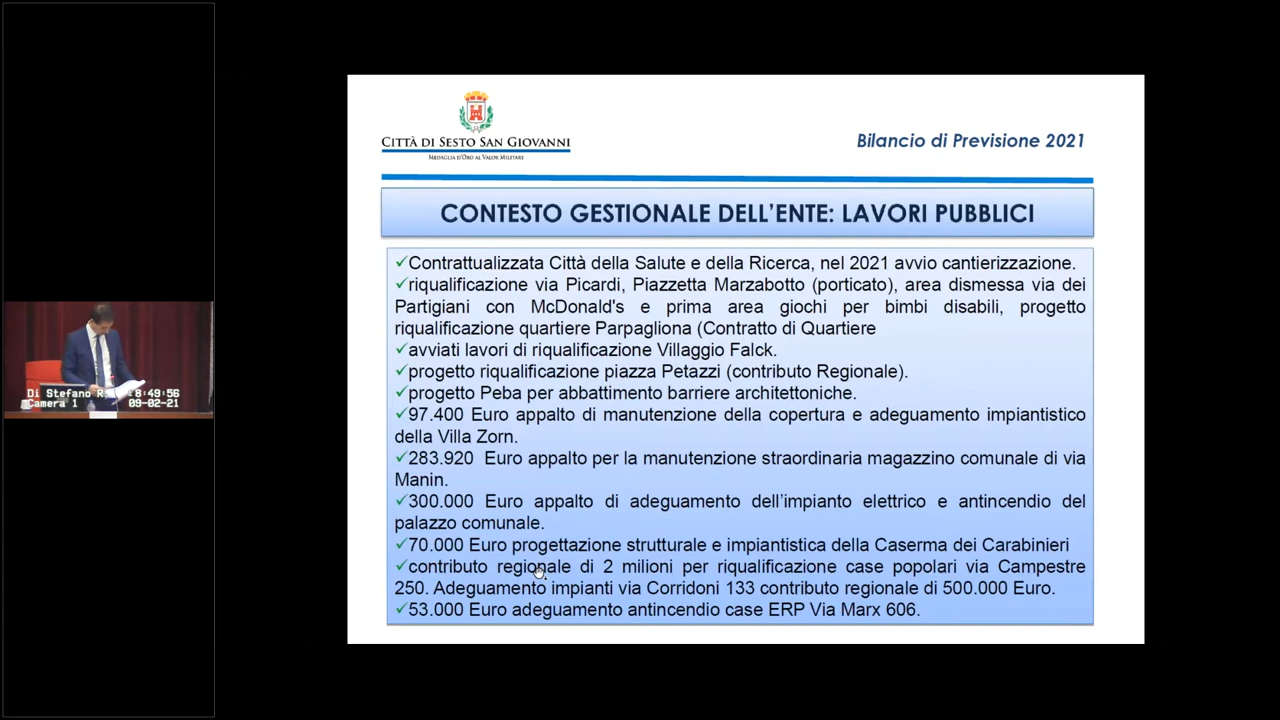 CITTÀ DI SESTO SAN GIOVANNI
MEDAGLIA D'ORO AL VALOR MILITARE
Bilancio di Previsione 2021
CONTESTO GESTIONALE DELL'ENTE: LAVORI PUBBLICI
✓Contrattualizzata Città della Salute e della Ricerca, nel 2021 avvio cantierizzazione.
✓riqualificazione via Picardi, Piazzetta Marzabotto (porticato), area dismessa via dei
Partigiani con McDonald's e prima area giochi per bimbi disabili, progetto
riqualificazione quartiere Parpagliona (Contratto di Quartiere
✓avviati lavori di riqualificazione Villaggio Falck.
✓progetto riqualificazione piazza Petazzi (contributo Regionale).
✓progetto Peba per abbattimento barriere architettoniche.
✓97.400 Euro appalto di manutenzione della copertura e adeguamento impiantistico
della Villa Zorn.
✓283.920 Euro appalto per la manutenzione straordinaria magazzino comunale di via
Manin.
✓300.000 Euro appalto di adeguamento dell'impianto elettrico e antincendio del
palazzo comunale.
✓70.000 Euro progettazione strutturale e impiantistica della Caserma dei Carabinieri
✓contributo regionale di 2 milioni per riqualificazione case popolari via Campestre
250. Adeguamento impianti via Corridoni 133 contributo regionale di 500.000 Euro.
✓53.000 Euro adeguamento antincendio case ERP Via Marx 606.
Di Stefano R. 8:49:56
Camera 1 09-02-21